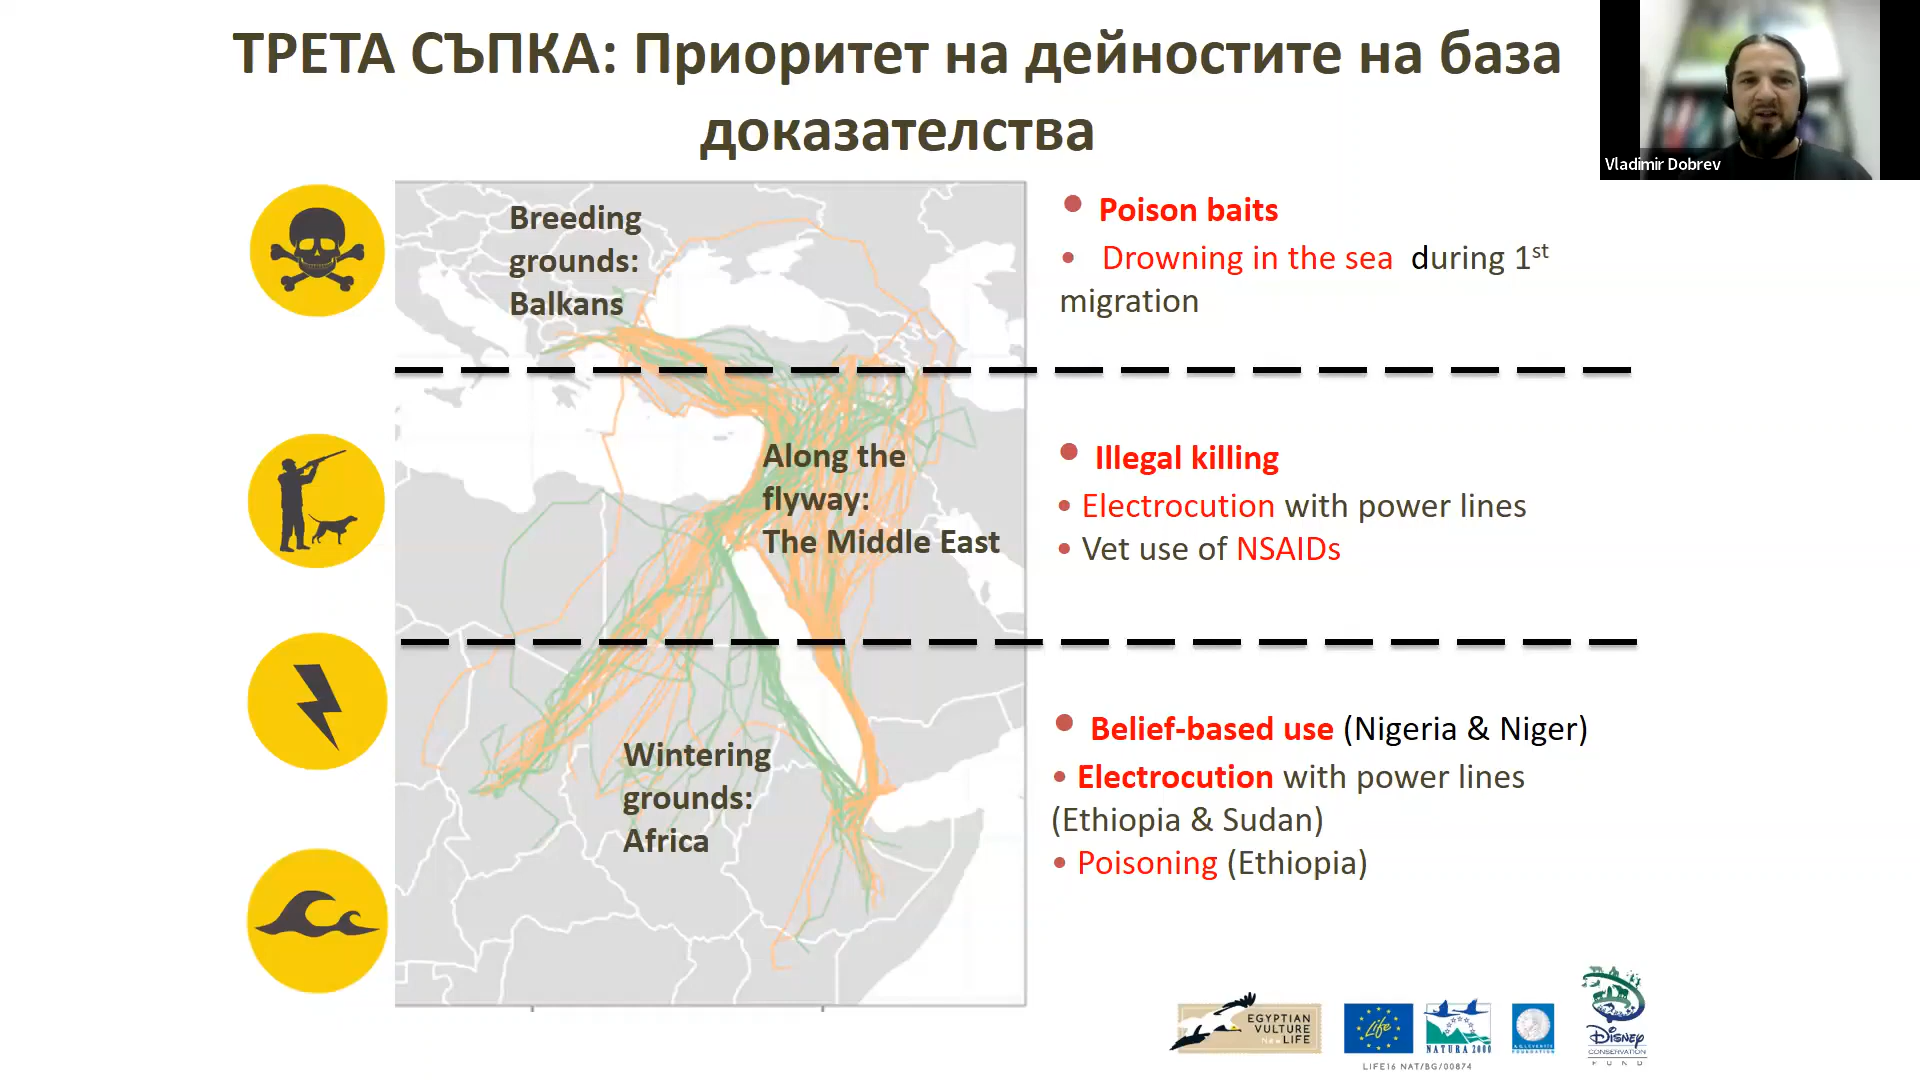 ТРЕТА СЪПКА: Приоритет на дейностите на база
доказателства
Vladimir Dobrev
Breeding
grounds:
Balkans
• Poison baits
• Drowning in the sea during 1st
migration
Along the
flyway:
The Middle East
• Illegal killing
• Electrocution with power lines
• Vet use of NSAIDs
Wintering
grounds:
Africa
• Belief-based use (Nigeria & Niger)
• Electrocution with power lines
(Ethiopia & Sudan)
• Poisoning (Ethiopia)
EGYPTIAN
VULTURE
New LIFE
Life
NATURA 2000
A.G. LEVENTIS
FOUNDATION
Disney
CONSERVATION
FUND
LIFE16 NAT/BG/00874